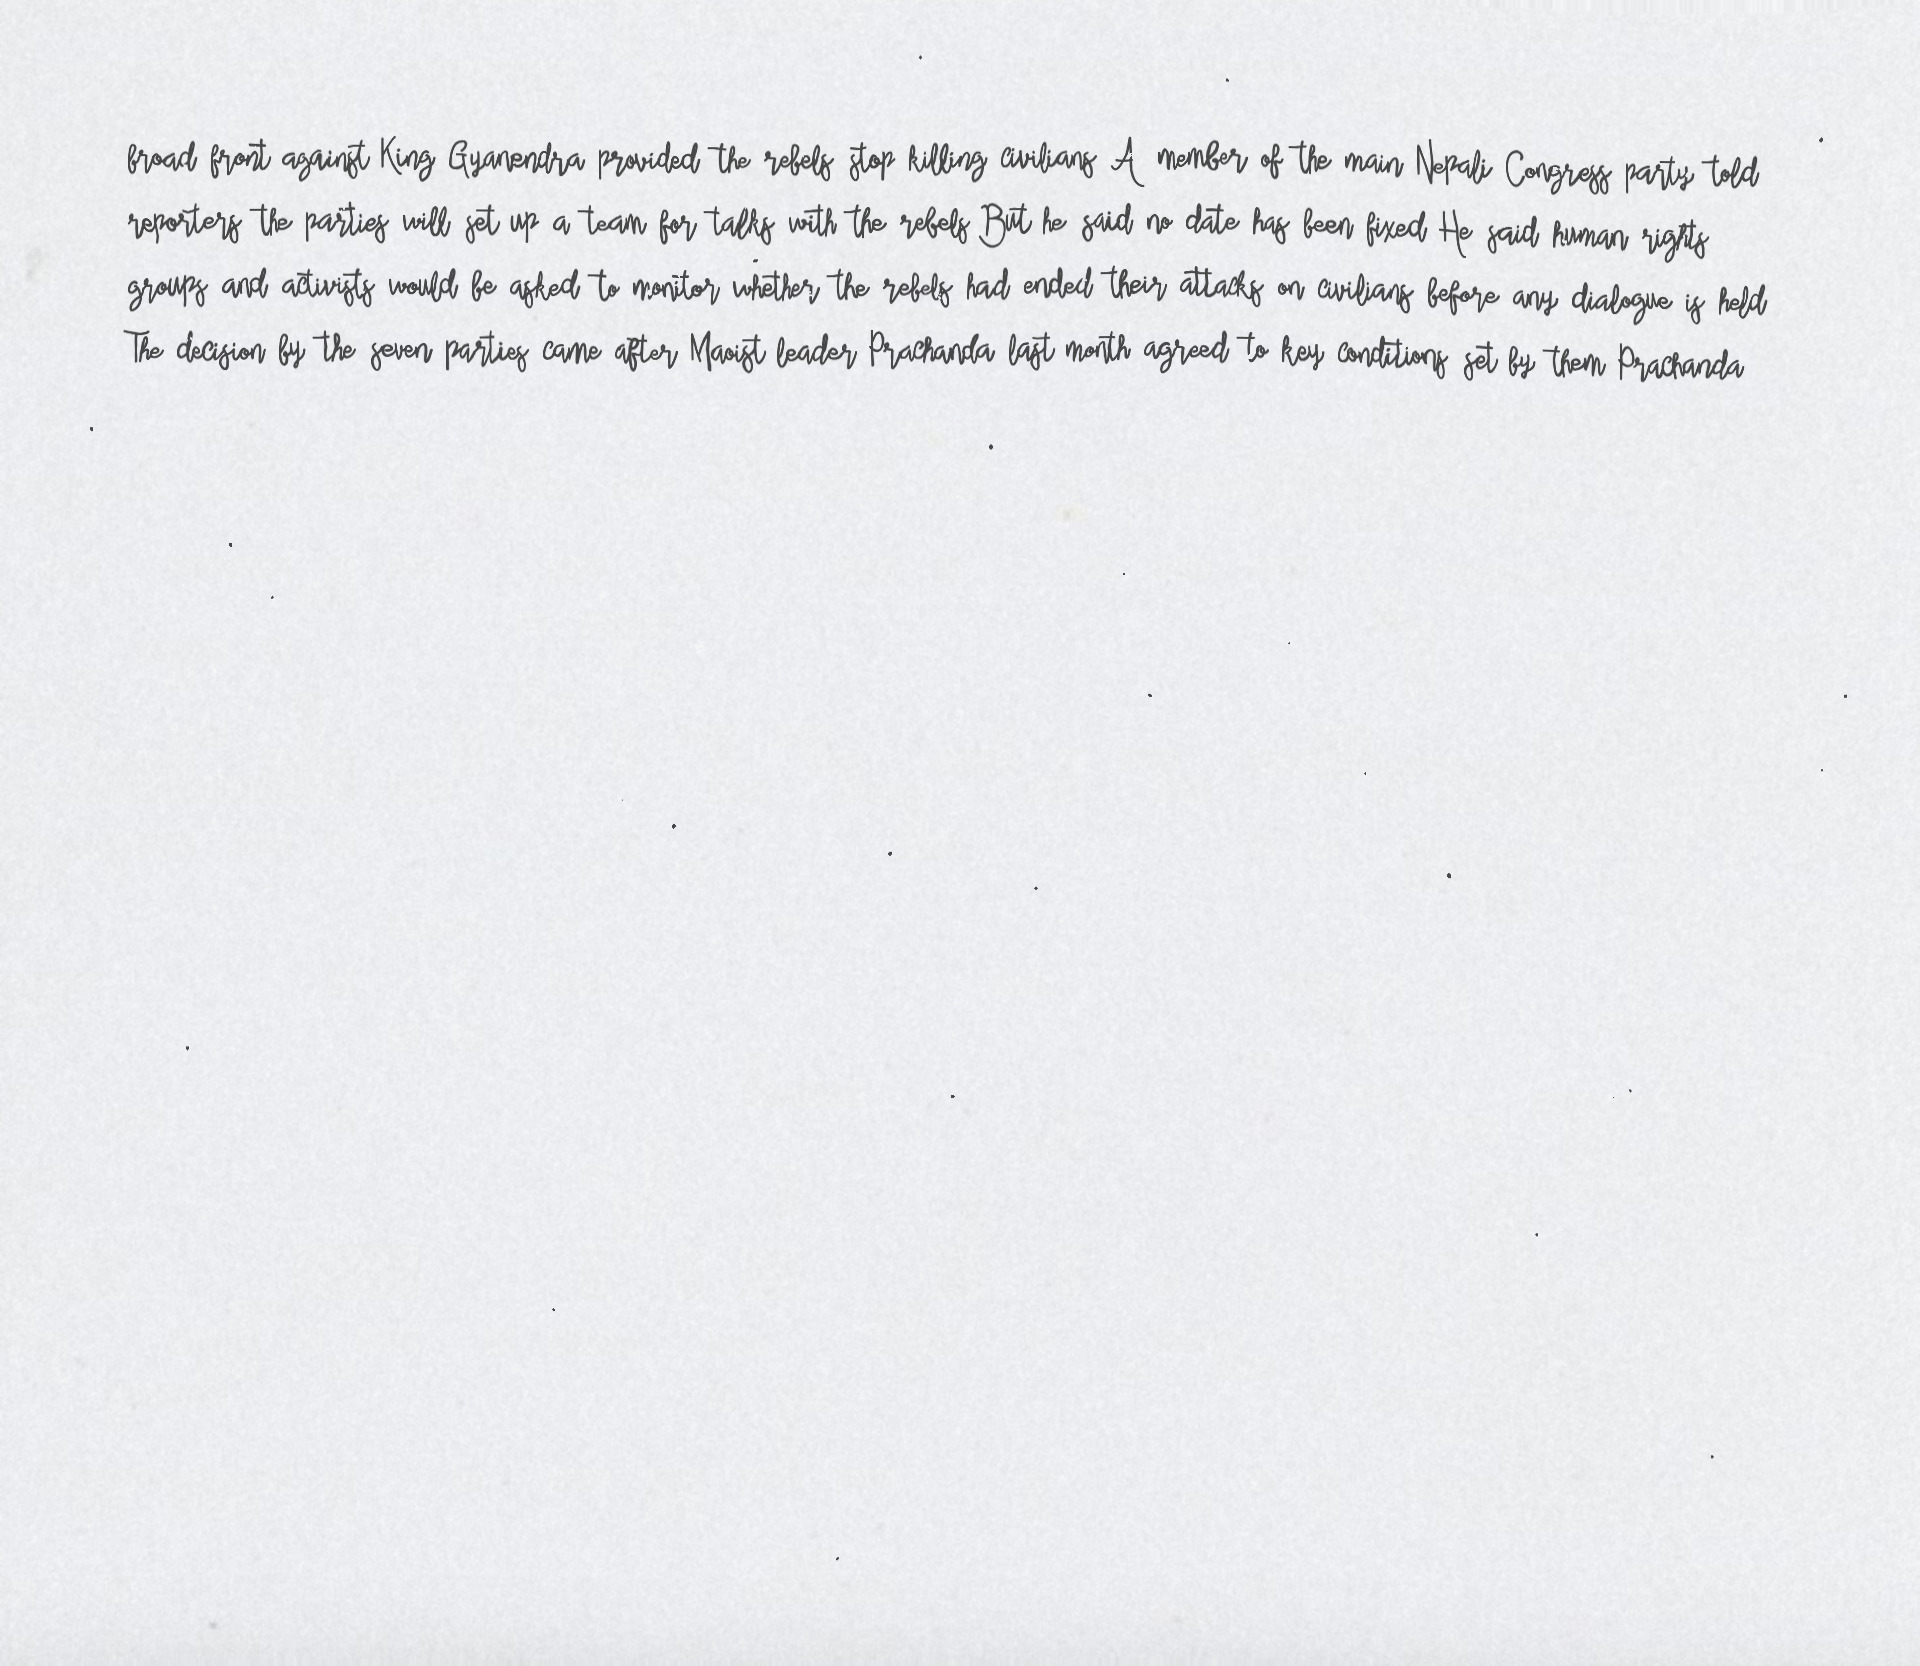 broad front against King Gyanendra provided the rebels stop killing civilians A member of the main Nepali Congress party told
reporters the parties will set up a team for talks with the rebels But he said no date has been fixed He said human rights
groups and activists would be asked to monitor whether the rebels had ended their attacks on civilians before any dialogue is held
The decision by the seven parties came after Maoist leader Prachanda last month agreed to key conditions set by them Prachanda